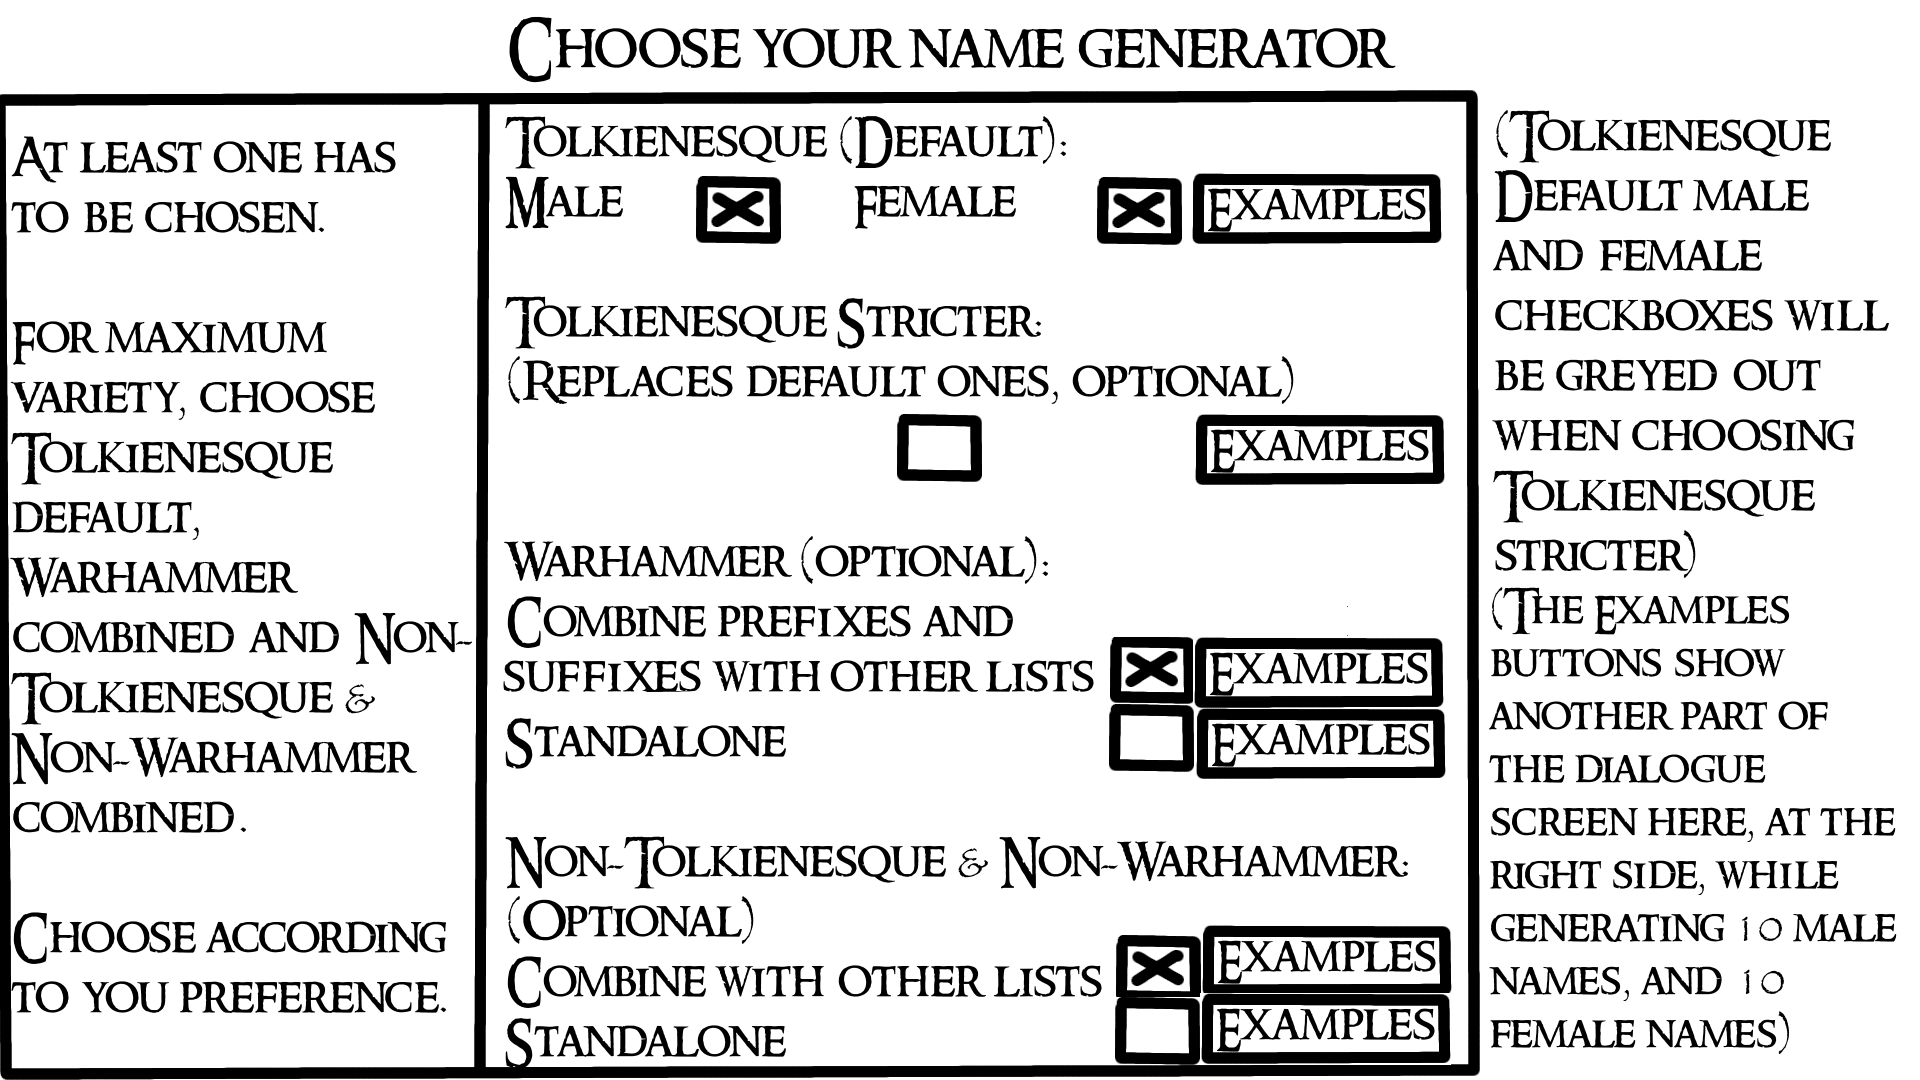 Choose your name generator
At least one has
to be chosen.
For maximum
variety, choose
Tolkienesque
default,
Warhammer
combined and Non-
Tolkienesque &
Non-Warhammer
combined.
Choose according
to you preference.
Tolkienesque (Default):
Male Female Examples
Tolkienesque Stricter:
(Replaces default ones, optional)
Examples
Warhammer (optional):
Combine prefixes and
suffixes with other lists Examples
Standalone Examples
Non-Tolkienesque & Non-Warhammer:
(Optional)
Combine with other lists Examples
Standalone Examples
(Tolkienesque
Default male
and female
checkboxes will
be greyed out
when choosing
Tolkienesque
stricter)
(The Examples
buttons show
another part of
the dialogue
screen here, at the
right side, while
generating 10 male
names, and 10
female names)